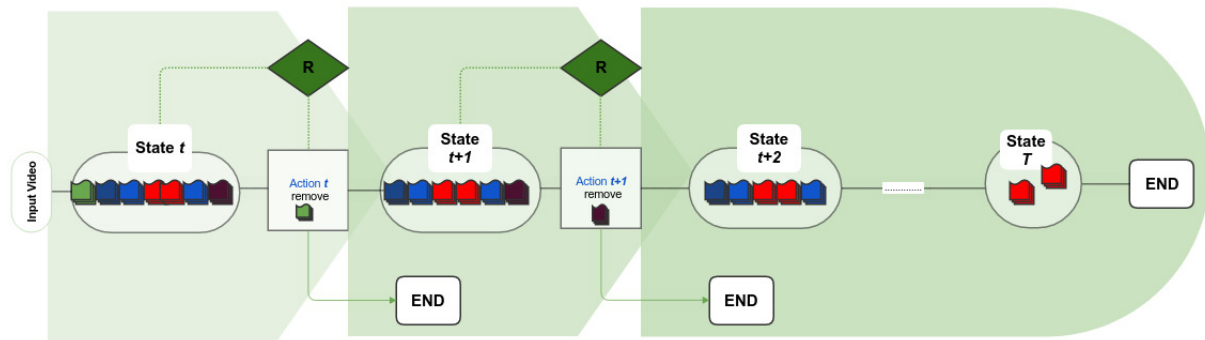 Input Video
State t
R
Action t
remove
END
State
t+1
R
Action t+1
remove
END
State
t+2
..............
State
T
END